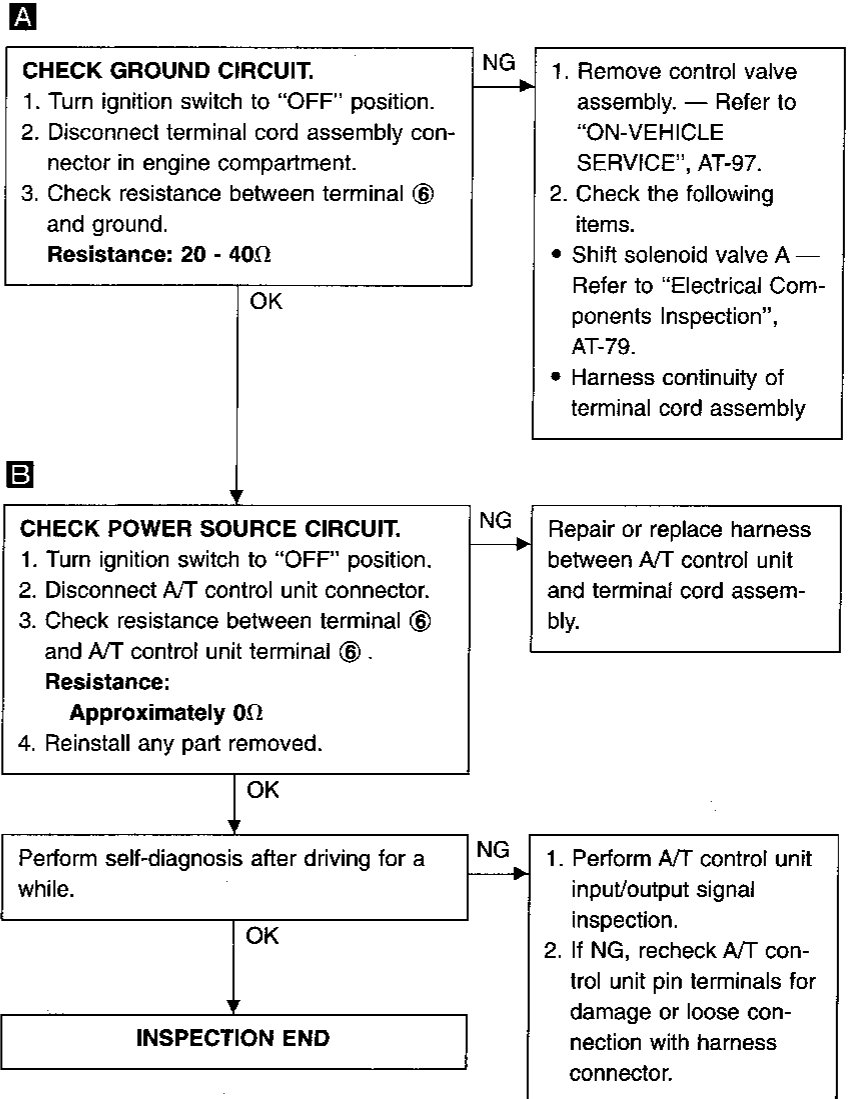 A
CHECK GROUND CIRCUIT.
1. Turn ignition switch to “OFF” position.
2. Disconnect terminal cord assembly con-
nector in engine compartment.
3. Check resistance between terminal ⑥
and ground.
Resistance: 20 - 40Ω
NG
1. Remove control valve
assembly. — Refer to
“ON-VEHICLE
SERVICE”, AT-97.
2. Check the following
items.
• Shift solenoid valve A —
Refer to “Electrical Com-
ponents Inspection”,
AT-79.
• Harness continuity of
terminal cord assembly
OK
B
CHECK POWER SOURCE CIRCUIT.
1. Turn ignition switch to “OFF” position.
2. Disconnect A/T control unit connector.
3. Check resistance between terminal ⑥
and A/T control unit terminal ⑥ .
Resistance:
Approximately 0Ω
4. Reinstall any part removed.
NG
Repair or replace harness
between A/T control unit
and terminal cord assem-
bly.
OK
Perform self-diagnosis after driving for a
while.
NG
1. Perform A/T control unit
input/output signal
inspection.
2. If NG, recheck A/T con-
trol unit pin terminals for
damage or loose con-
nection with harness
connector.
OK
INSPECTION END